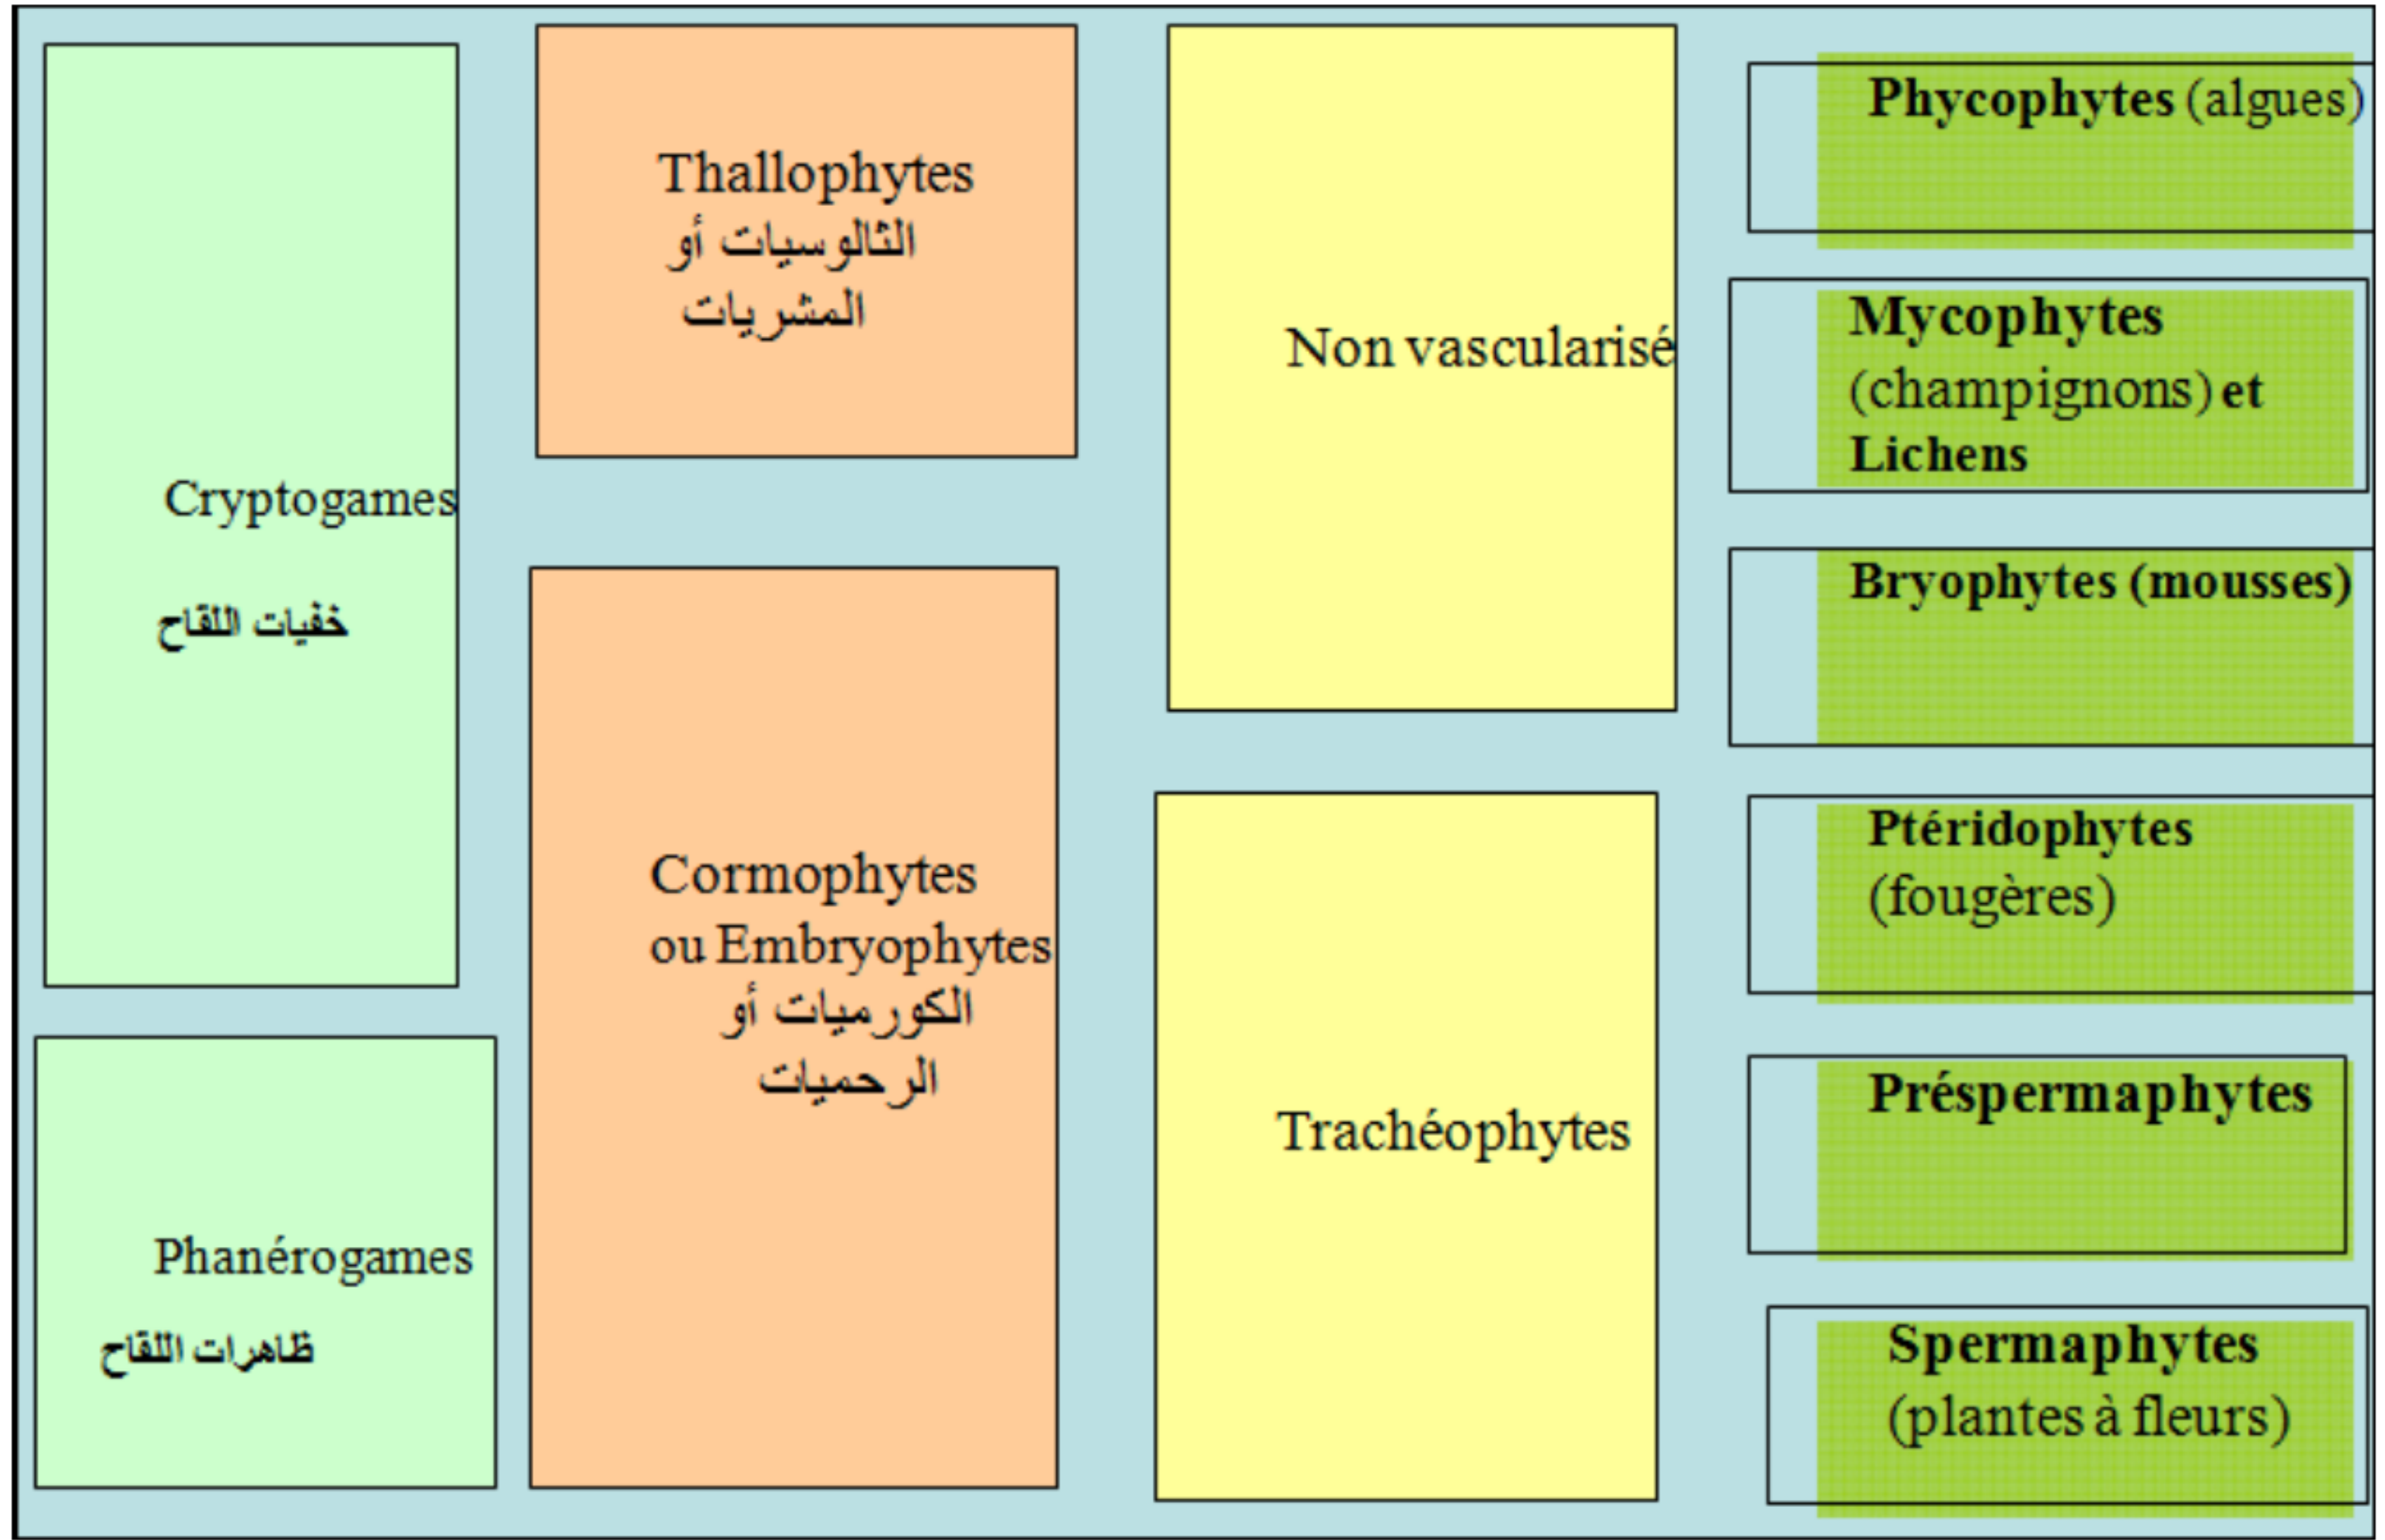 Cryptogames
خفيات اللقاح
Phanérogames
ظاهرات اللقاح
Thallophytes
الثالوسيات أو
المشريات
Cormophytes
ou Embryophytes
الكورميات أو
الرحميات
Non vascularisé
Trachéophytes
Phycophytes (algues)
Mycophytes
(champignons) et
Lichens
Bryophytes (mousses)
Ptéridophytes
(fougères)
Préspermaphytes
Spermaphytes
(plantes à fleurs)